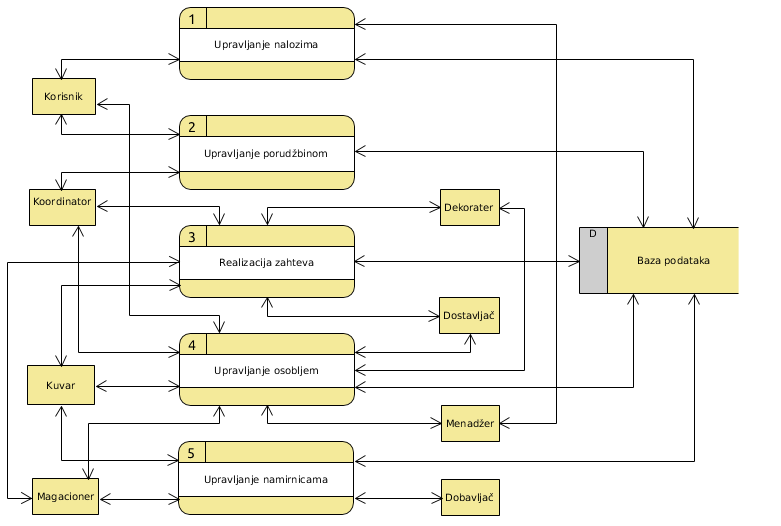 1
Upravljanje nalozima
Korisnik
2
Upravljanje porudžbinom
Koordinator
Dekorater
3
Realizacija zahteva
D
Baza podataka
Dostavljač
4
Upravljanje osobljem
Kuvar
Menadžer
5
Upravljanje namirnicama
Magacioner
Dobavljač